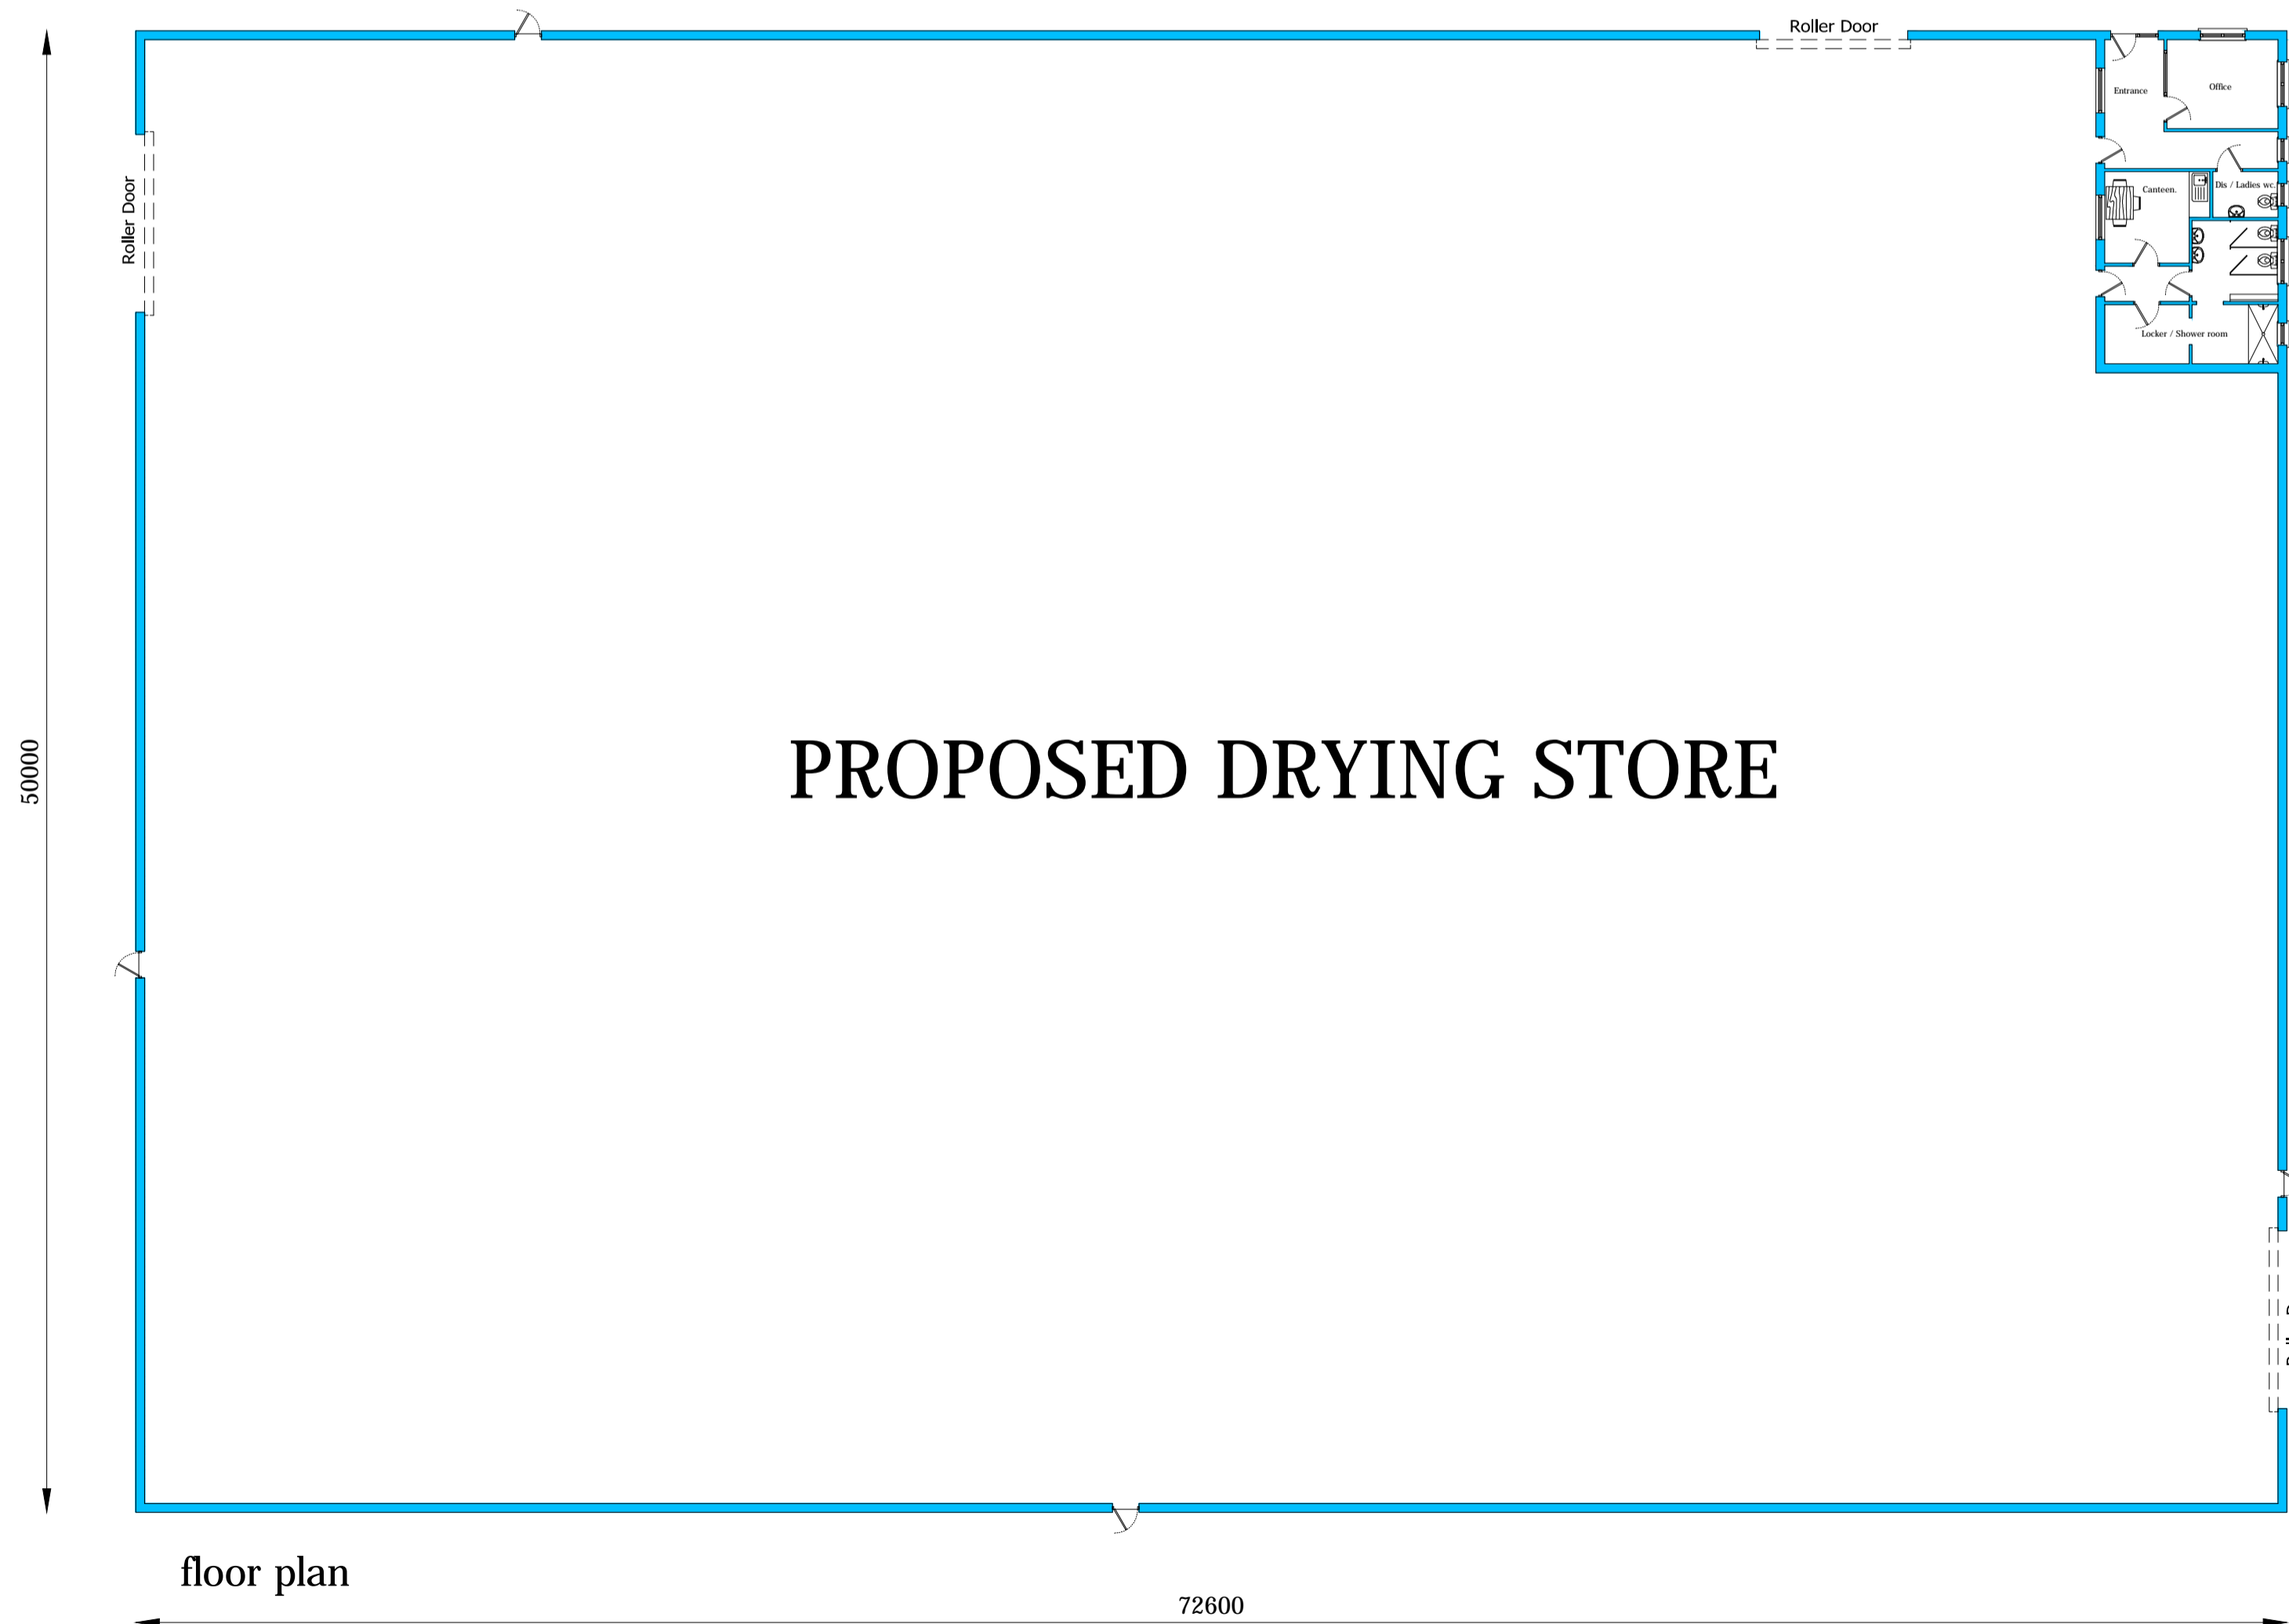 Roller Door
Entrance
Office
Roller Door
Canteen.
Dis / Ladies wc.
Locker / Shower room
50000
PROPOSED DRYING STORE
floor plan
72600